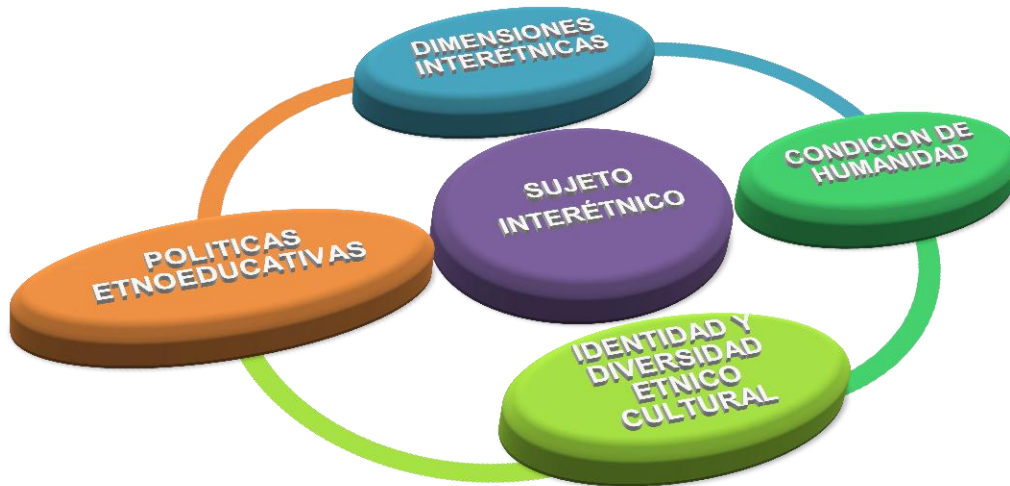 DIMENSIONES
INTERÉTNICAS
CONDICION DE
HUMANIDAD
SUJETO
INTERÉTNICO
POLITICAS
ETNOEDUCATIVAS
IDENTIDAD Y
DIVERSIDAD
ETNICO
CULTURAL